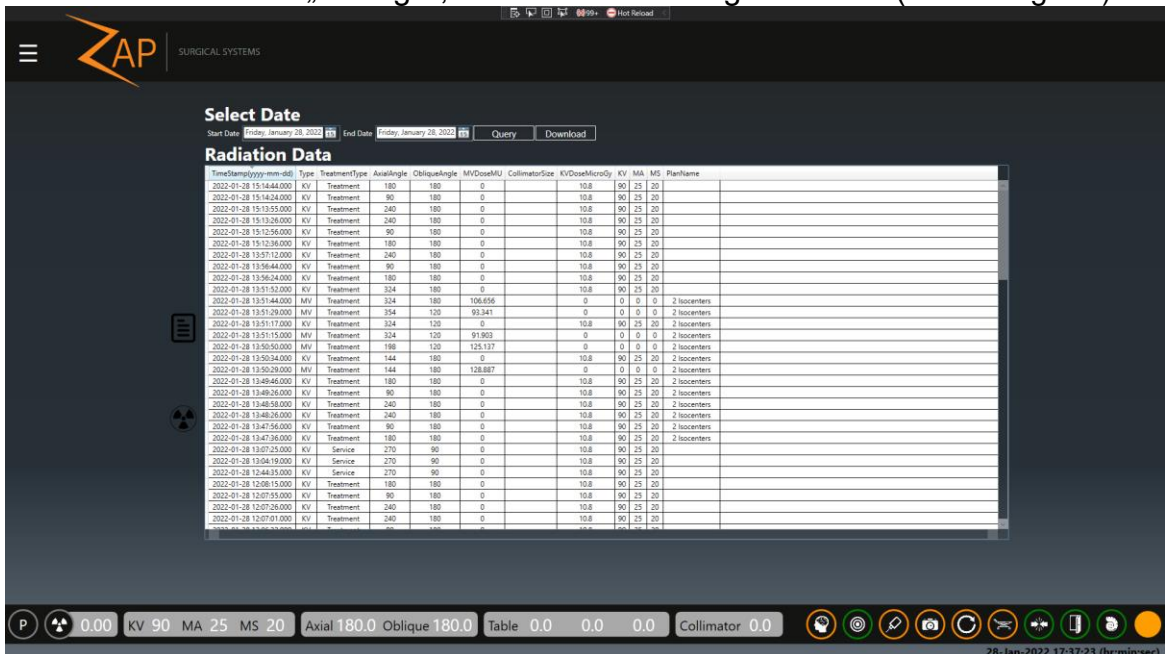 99+ Hot Reload
ZAP SURGICAL SYSTEMS
Select Date
Start Date Friday, January 28, 2022 15 End Date Friday, January 28, 2022 15 Query Download
Radiation Data
TimeStamp(yyyy-mm-dd) Type TreatmentType AxialAngle ObliqueAngle MVDoseMU CollimatorSize KVDoseMicroGy KV MA MS PlanName
2022-01-28 15:14:44.000 KV Treatment 180 180 0 10.8 90 25 20
2022-01-28 15:14:24.000 KV Treatment 90 180 0 10.8 90 25 20
2022-01-28 15:13:55.000 KV Treatment 240 180 0 10.8 90 25 20
2022-01-28 15:13:26.000 KV Treatment 240 180 0 10.8 90 25 20
2022-01-28 15:12:56.000 KV Treatment 90 180 0 10.8 90 25 20
2022-01-28 15:12:36.000 KV Treatment 180 180 0 10.8 90 25 20
2022-01-28 13:57:12.000 KV Treatment 240 180 0 10.8 90 25 20
2022-01-28 13:56:44.000 KV Treatment 90 180 0 10.8 90 25 20
2022-01-28 13:56:24.000 KV Treatment 180 180 0 10.8 90 25 20
2022-01-28 13:51:52.000 KV Treatment 324 180 0 10.8 90 25 20
2022-01-28 13:51:44.000 MV Treatment 324 180 106.656 0 0 0 0 2 Isocenters
2022-01-28 13:51:29.000 MV Treatment 354 120 93.341 0 0 0 0 2 Isocenters
2022-01-28 13:51:17.000 KV Treatment 324 120 0 10.8 90 25 20 2 Isocenters
2022-01-28 13:51:15.000 MV Treatment 324 120 91.903 0 0 0 0 2 Isocenters
2022-01-28 13:50:50.000 MV Treatment 198 120 125.137 0 0 0 0 2 Isocenters
2022-01-28 13:50:34.000 KV Treatment 144 180 0 10.8 90 25 20 2 Isocenters
2022-01-28 13:50:29.000 MV Treatment 144 180 128.887 0 0 0 0 2 Isocenters
2022-01-28 13:49:46.000 KV Treatment 180 180 0 10.8 90 25 20 2 Isocenters
2022-01-28 13:49:26.000 KV Treatment 90 180 0 10.8 90 25 20 2 Isocenters
2022-01-28 13:48:58.000 KV Treatment 240 180 0 10.8 90 25 20 2 Isocenters
2022-01-28 13:48:26.000 KV Treatment 240 180 0 10.8 90 25 20 2 Isocenters
2022-01-28 13:47:56.000 KV Treatment 90 180 0 10.8 90 25 20 2 Isocenters
2022-01-28 13:47:36.000 KV Treatment 180 180 0 10.8 90 25 20 2 Isocenters
2022-01-28 13:07:25.000 KV Service 270 90 0 10.8 90 25 20
2022-01-28 13:04:19.000 KV Service 270 90 0 10.8 90 25 20
2022-01-28 12:44:35.000 KV Service 270 90 0 10.8 90 25 20
2022-01-28 12:08:15.000 KV Treatment 180 180 0 10.8 90 25 20
2022-01-28 12:07:55.000 KV Treatment 90 180 0 10.8 90 25 20
2022-01-28 12:07:26.000 KV Treatment 240 180 0 10.8 90 25 20
2022-01-28 12:07:01.000 KV Treatment 240 180 0 10.8 90 25 20
P 0.00 KV 90 MA 25 MS 20 Axial 180.0 Oblique 180.0 Table 0.0 0.0 0.0 Collimator 0.0
28-Jan-2022 17:37:23 (hr:min:sec)